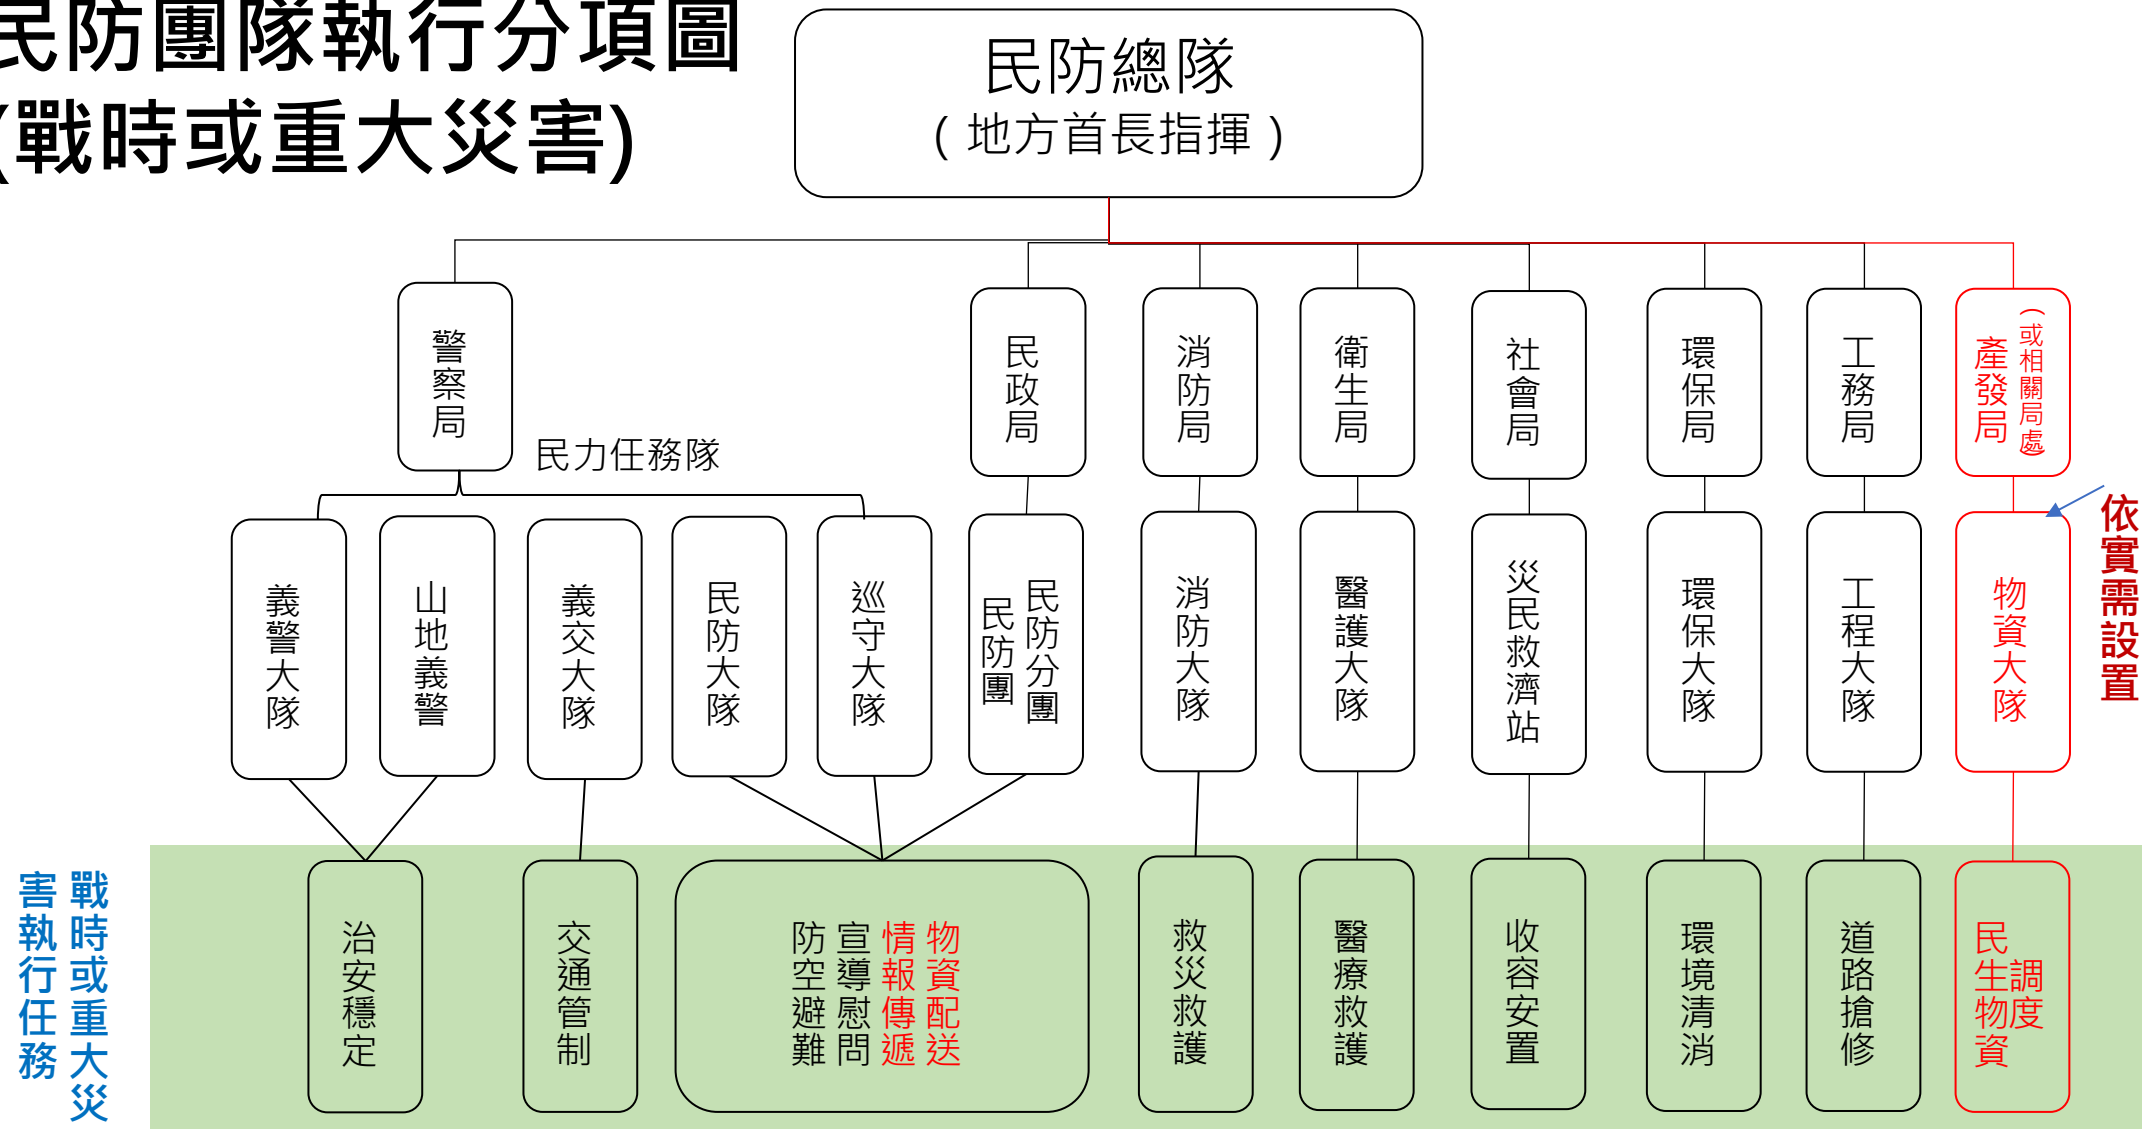 民防團隊執行分項圖
(戰時或重大災害)
民防總隊
(地方首長指揮)
警察局
民政局
消防局
衛生局
社會局
環保局
工務局
產發局
(或相關局處)
民力任務隊
依實需設置
義警大隊
山地義警
義交大隊
民防大隊
巡守大隊
民防分團
民防團
消防大隊
醫護大隊
災民救濟站
環保大隊
工程大隊
物資大隊
戰時或重大災
害執行任務
治安穩定
交通管制
物資配送
情報傳遞
宣導慰問
防空避難
救災救護
醫療救護
收容安置
環境清消
道路搶修
民生物資
調度